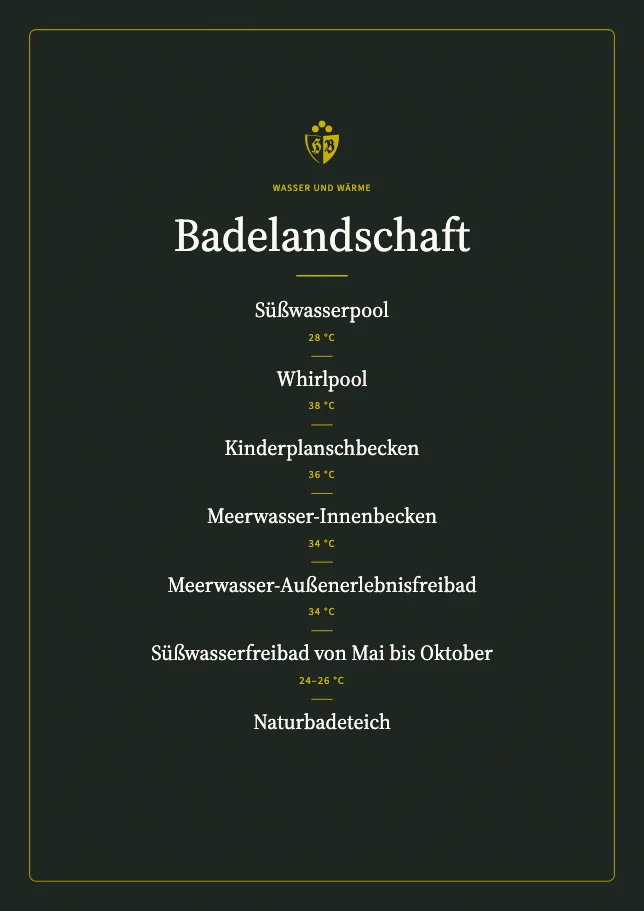 HB
WASSER UND WÄRME
Badelandschaft
Süßwasserpool
28 °C
Whirlpool
38 °C
Kinderplanschbecken
36 °C
Meerwasser-Innenbecken
34 °C
Meerwasser-Außenerlebnisfreibad
34 °C
Süßwasserfreibad von Mai bis Oktober
24–26 °C
Naturbadeteich